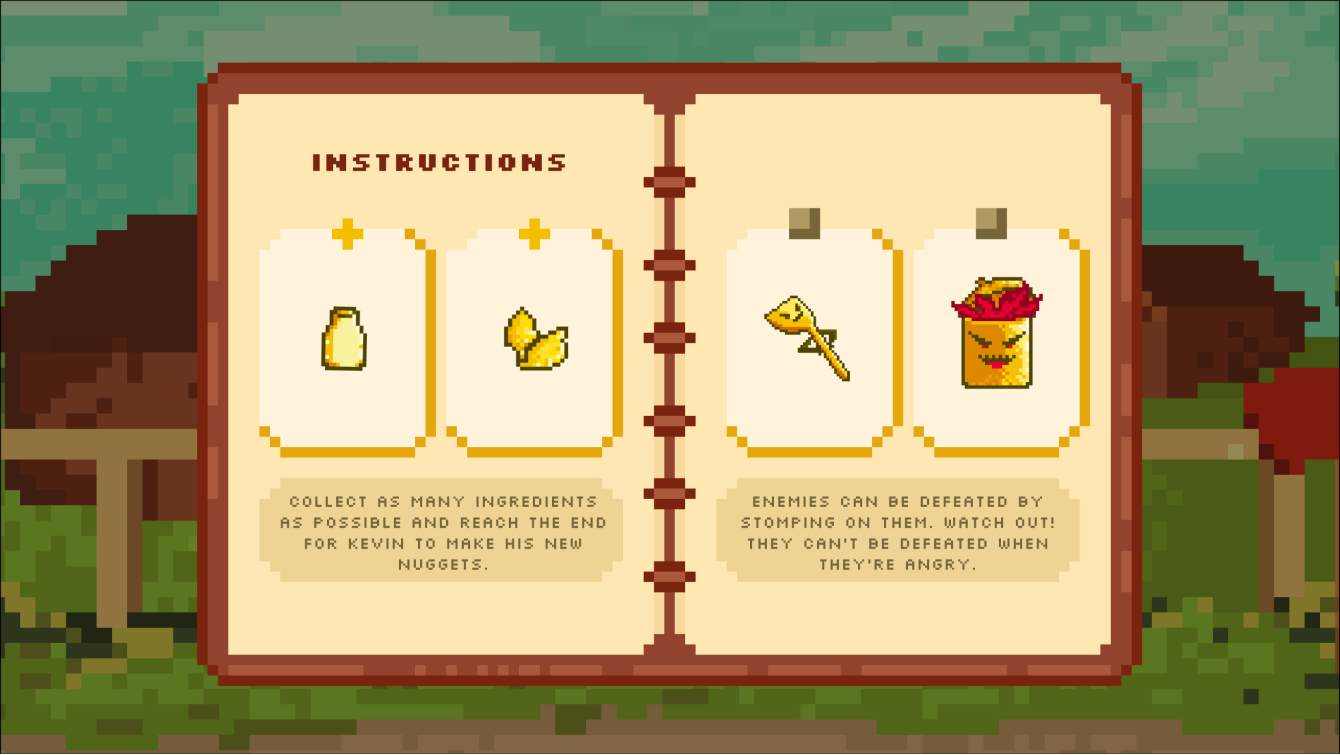 INSTRUCTIONS
COLLECT AS MANY INGREDIENTS
AS POSSIBLE AND REACH THE END
FOR KEVIN TO MAKE HIS NEW
NUGGETS.
ENEMIES CAN BE DEFEATED BY
STOMPING ON THEM. WATCH OUT!
THEY CAN'T BE DEFEATED WHEN
THEY'RE ANGRY.